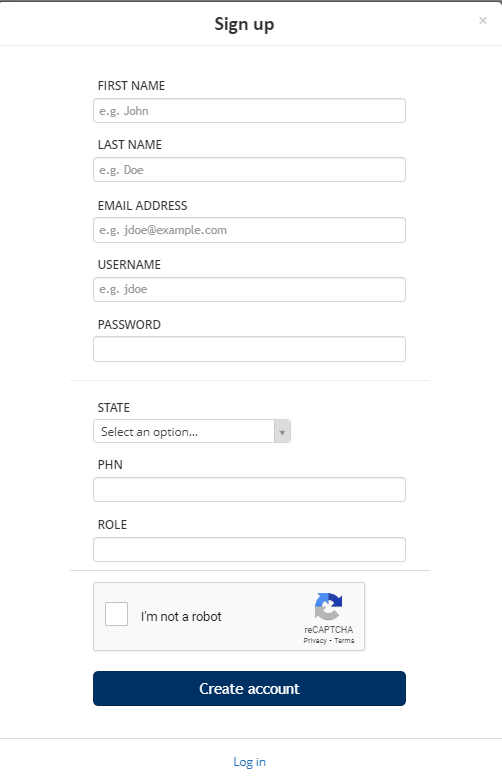 Sign up
×
FIRST NAME
e.g. John
LAST NAME
e.g. Doe
EMAIL ADDRESS
e.g. jdoe@example.com
USERNAME
e.g. jdoe
PASSWORD
STATE
Select an option...
PHN
ROLE
I'm not a robot
reCAPTCHA
Privacy - Terms
Create account
Log in